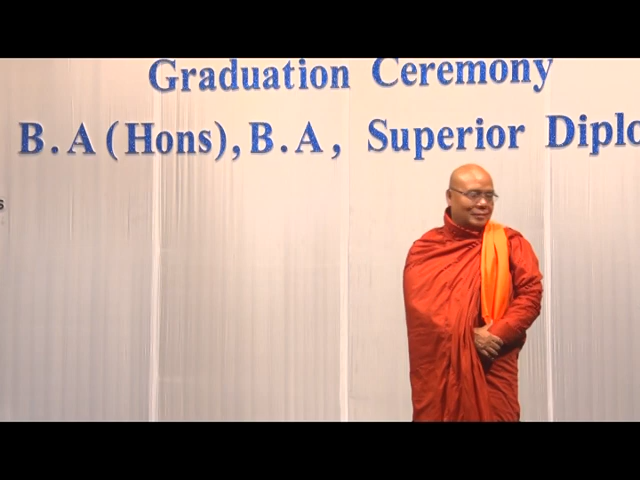 Graduation Ceremony
B.A (Hons), B.A, Superior Diplo
s